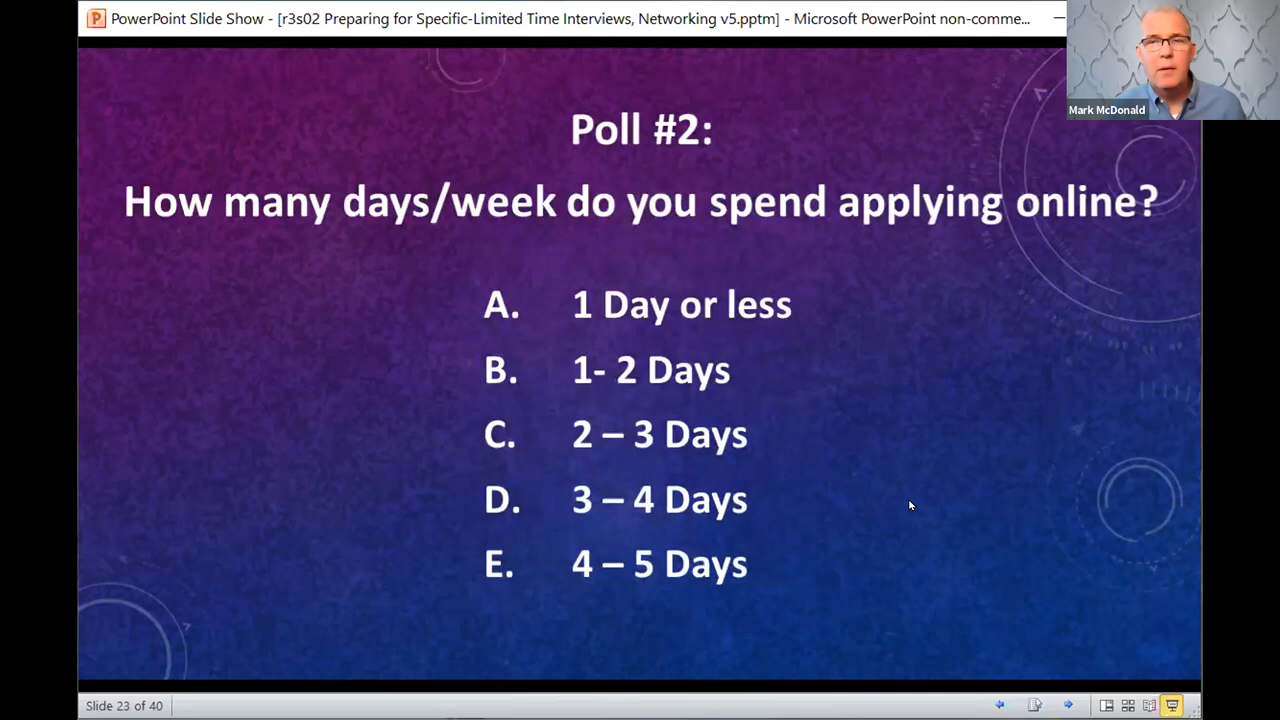 PowerPoint Slide Show - [r3s02 Preparing for Specific-Limited Time Interviews, Networking v5.pptm] - Microsoft PowerPoint non-comme...
Mark McDonald
Poll #2:
How many days/week do you spend applying online?
A. 1 Day or less
B. 1- 2 Days
C. 2 – 3 Days
D. 3 – 4 Days
E. 4 – 5 Days
Slide 23 of 40